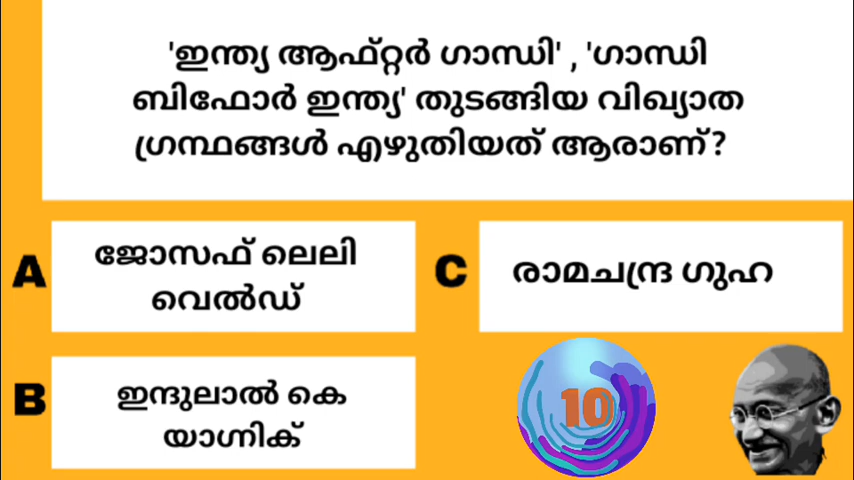 'ഇന്ത്യ ആഫ്റ്റർ ഗാന്ധി' , 'ഗാന്ധി
ബിഫോർ ഇന്ത്യ' തുടങ്ങിയ വിഖ്യാത
ഗ്രന്ഥങ്ങൾ എഴുതിയത് ആരാണ്?
A
ജോസഫ് ലെലി
വെൽഡ്
B
ഇന്ദുലാൽ കെ
യാഗ്നിക്
C
രാമചന്ദ്ര ഗുഹ
10